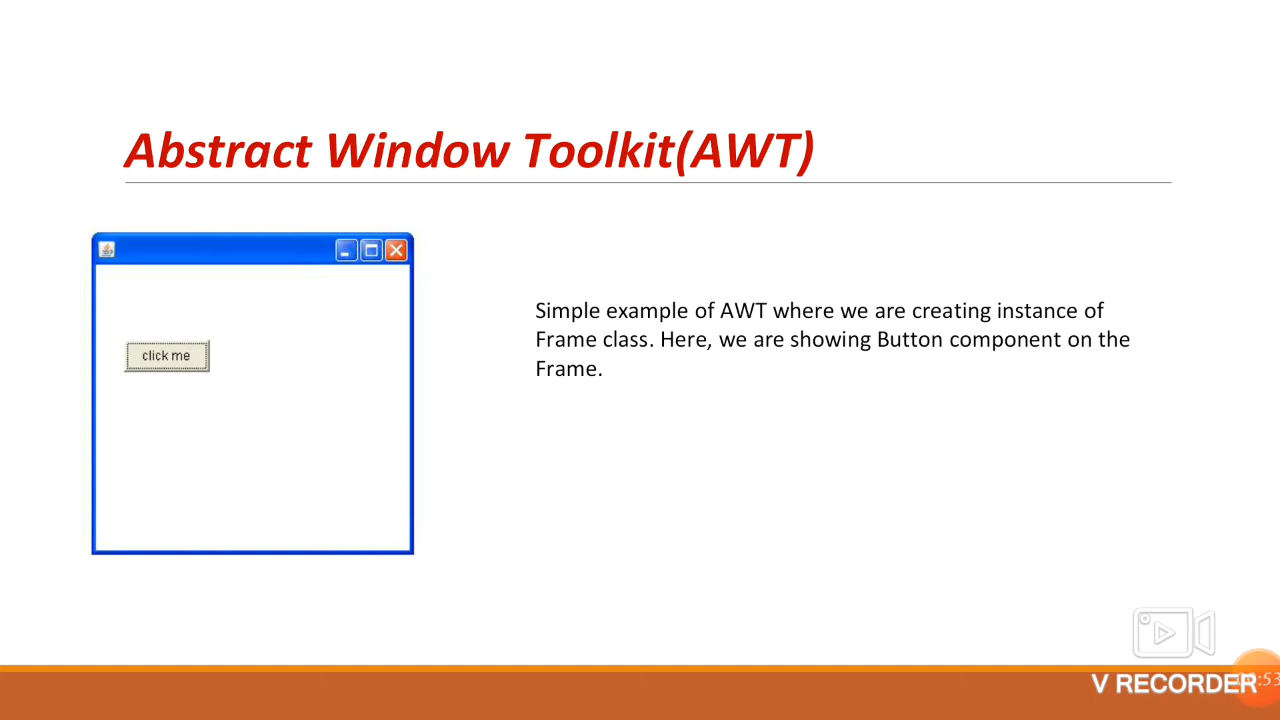 Abstract Window Toolkit(AWT)
click me
Simple example of AWT where we are creating instance of
Frame class. Here, we are showing Button component on the
Frame.
V RECORDER